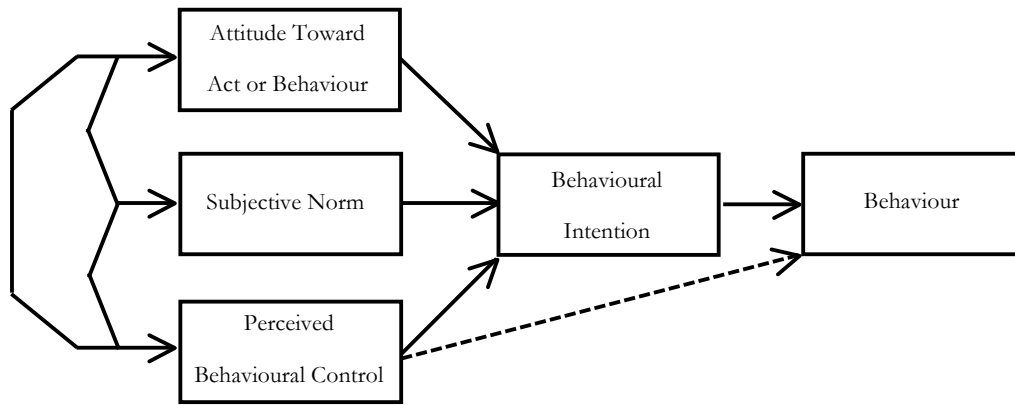 Attitude Toward
Act or Behaviour
Subjective Norm
Perceived
Behavioural Control
Behavioural
Intention
Behaviour